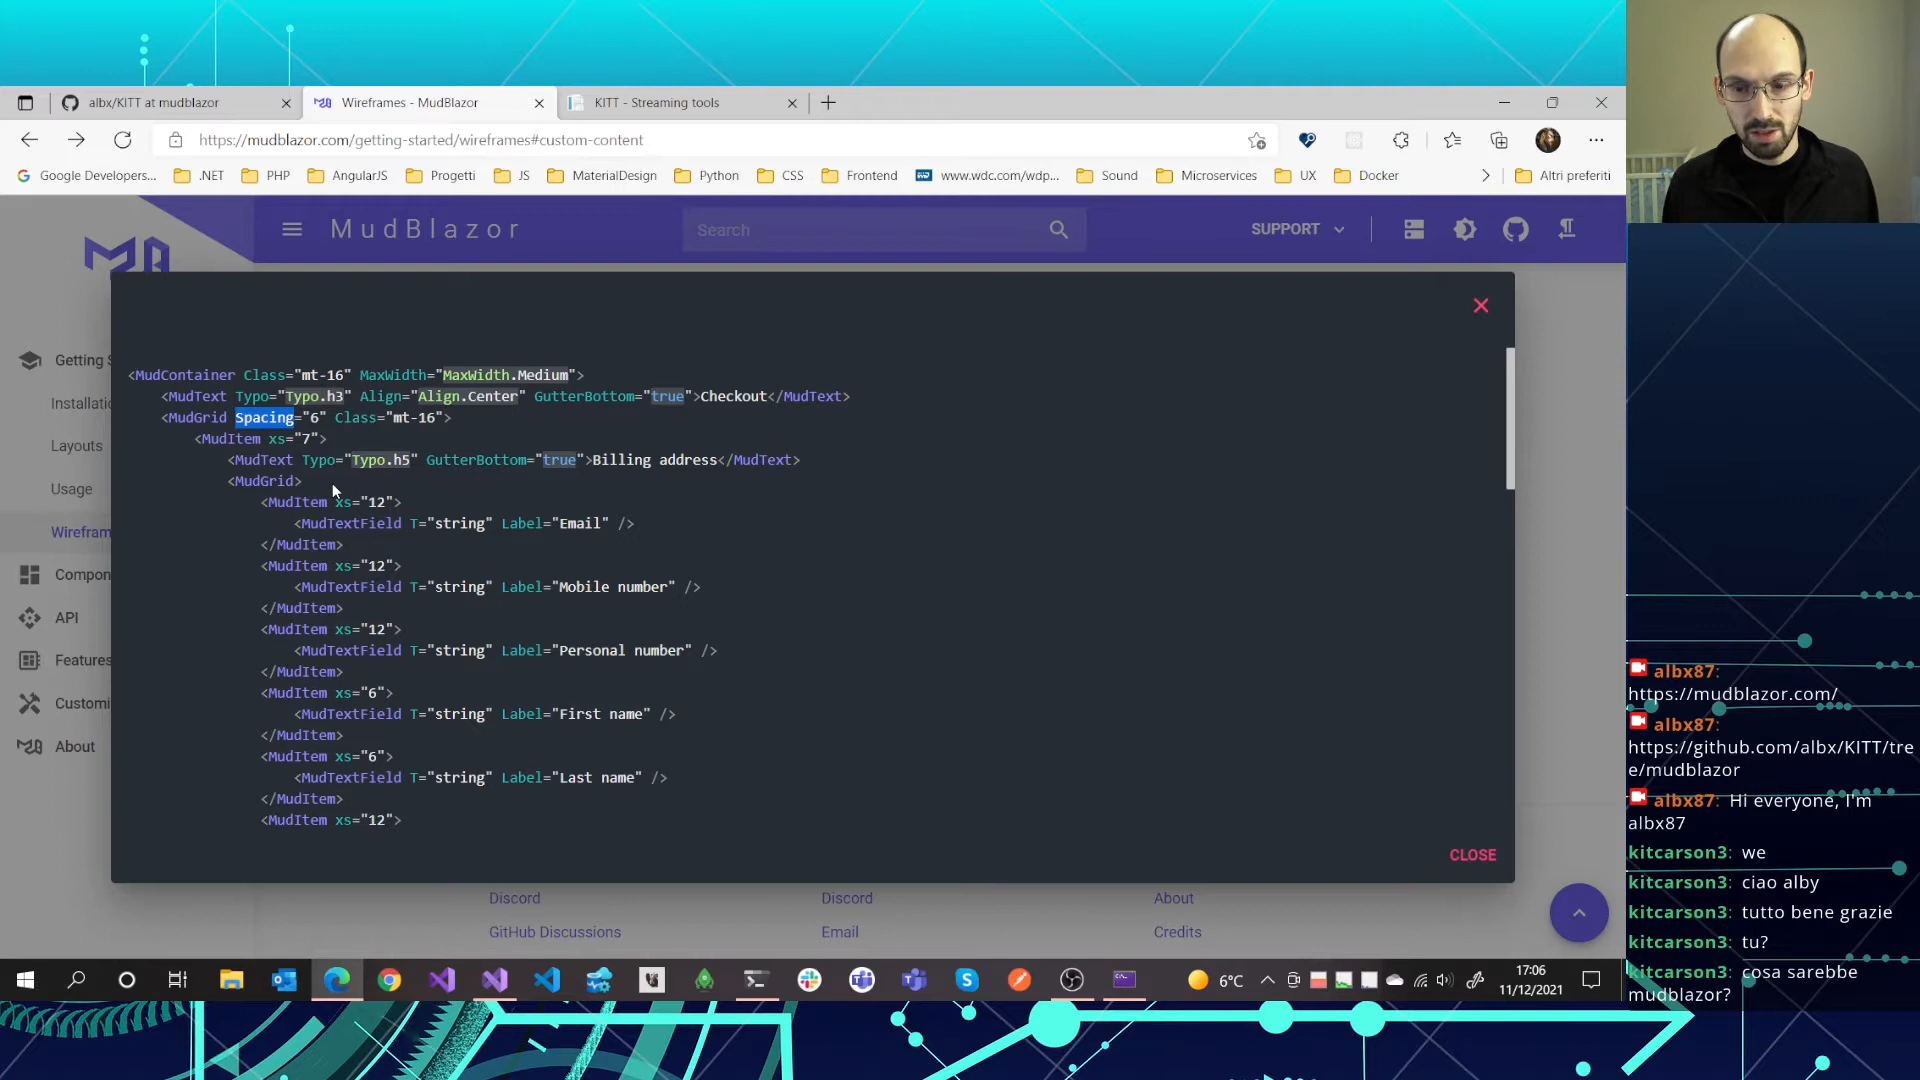 albx/KITT at mudblazor
Wireframes - MudBlazor
KITT - Streaming tools
https://mudblazor.com/getting-started/wireframes#custom-content
Google Developers...
.NET
PHP
AngularJS
Progetti
JS
MaterialDesign
Python
CSS
Frontend
www.wdc.com/wdp...
Sound
Microservices
UX
Docker
Altri preferiti
MudBlazor
Search
SUPPORT
Getting S
Installatio
Layouts
Usage
Wirefram
Compon
API
Features
Customi
About
<MudContainer Class="mt-16" MaxWidth="MaxWidth.Medium">
<MudText Typo="Typo.h3" Align="Align.Center" GutterBottom="true">Checkout</MudText>
<MudGrid Spacing="6" Class="mt-16">
<MudItem xs="7">
<MudText Typo="Typo.h5" GutterBottom="true">Billing address</MudText>
<MudGrid>
<MudItem xs="12">
<MudTextField T="string" Label="Email" />
</MudItem>
<MudItem xs="12">
<MudTextField T="string" Label="Mobile number" />
</MudItem>
<MudItem xs="12">
<MudTextField T="string" Label="Personal number" />
</MudItem>
<MudItem xs="6">
<MudTextField T="string" Label="First name" />
</MudItem>
<MudItem xs="6">
<MudTextField T="string" Label="Last name" />
</MudItem>
<MudItem xs="12">
CLOSE
Discord
Discord
About
GitHub Discussions
Email
Credits
6°C
17:06
11/12/2021
albx87:
https://mudblazor.com/
albx87:
https://github.com/albx/KITT/tre
e/mudblazor
albx87: Hi everyone, I'm
albx87
kitcarson3: we
kitcarson3: ciao alby
kitcarson3: tutto bene grazie
kitcarson3: tu?
kitcarson3: cosa sarebbe
mudblazor?